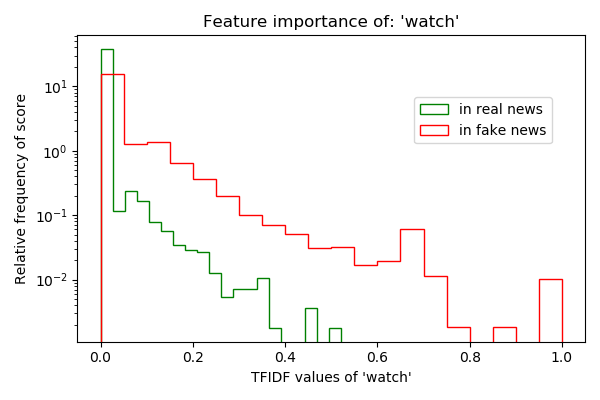 Feature importance of: 'watch'
Relative frequency of score
10¹
10⁰
10⁻¹
10⁻²
in real news
in fake news
0.0 0.2 0.4 0.6 0.8 1.0
TFIDF values of 'watch'